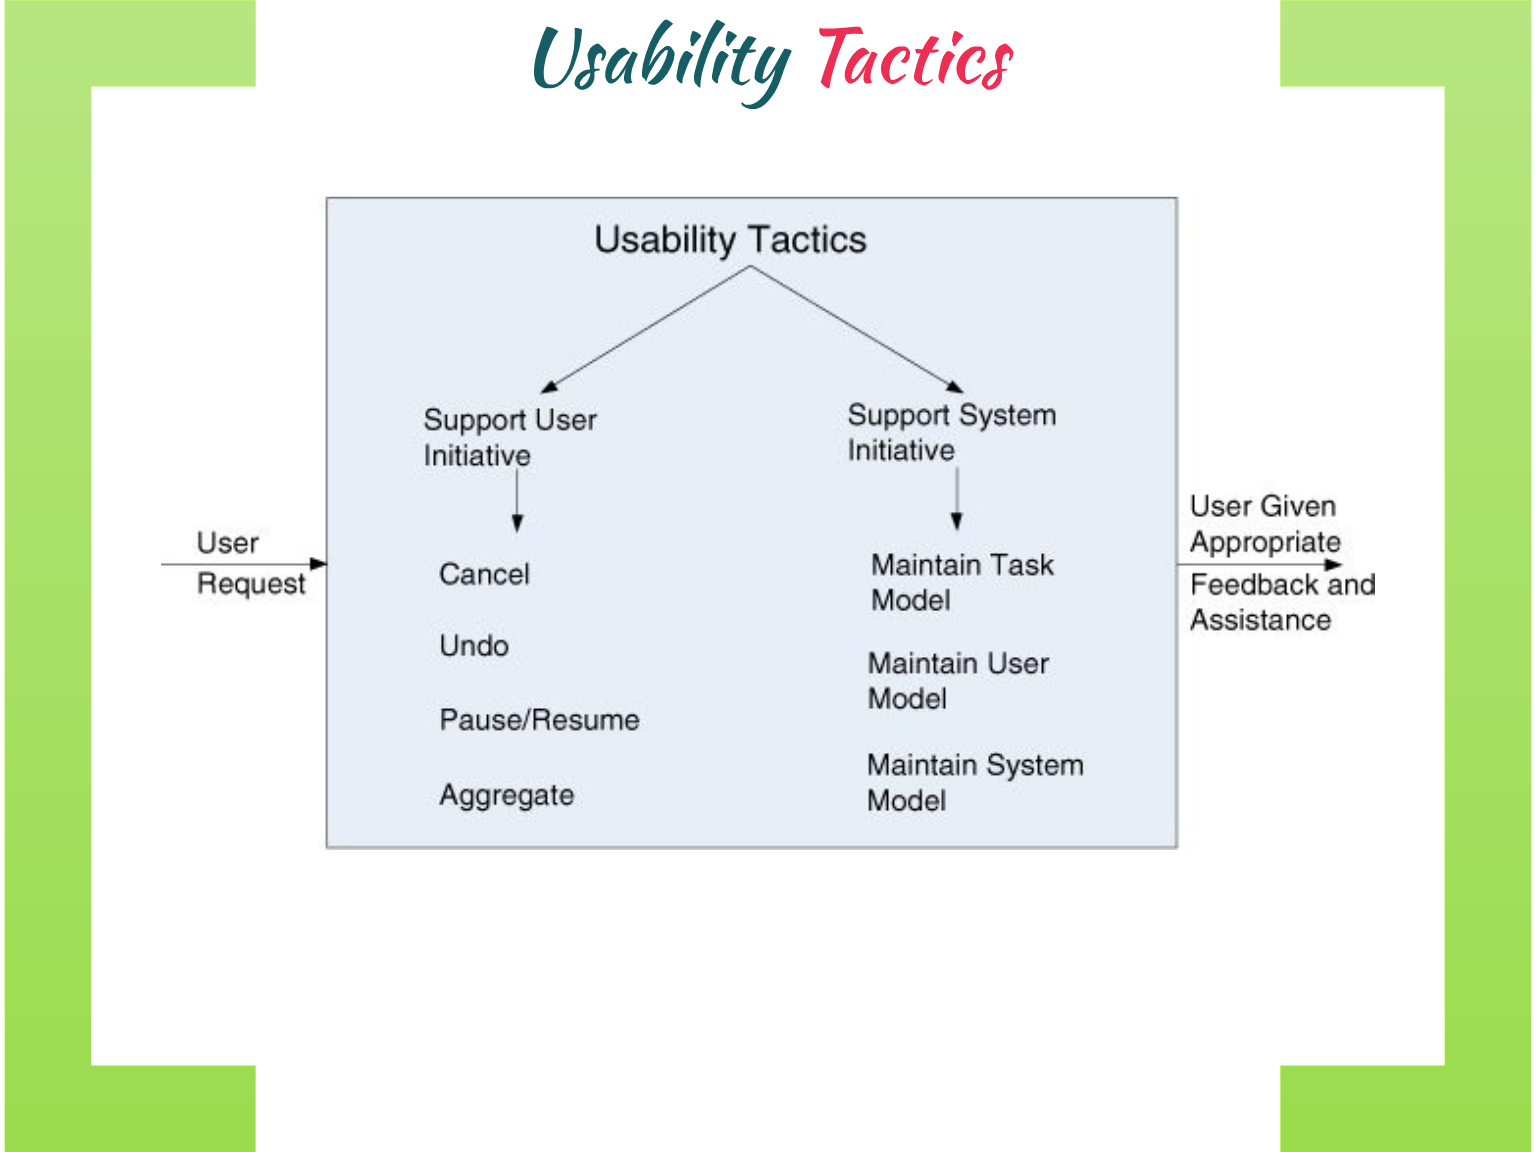 Usability Tactics
Usability Tactics
Support User
Initiative
Support System
Initiative
User
Request
Cancel
Undo
Pause/Resume
Aggregate
Maintain Task
Model
Maintain User
Model
Maintain System
Model
User Given
Appropriate
Feedback and
Assistance